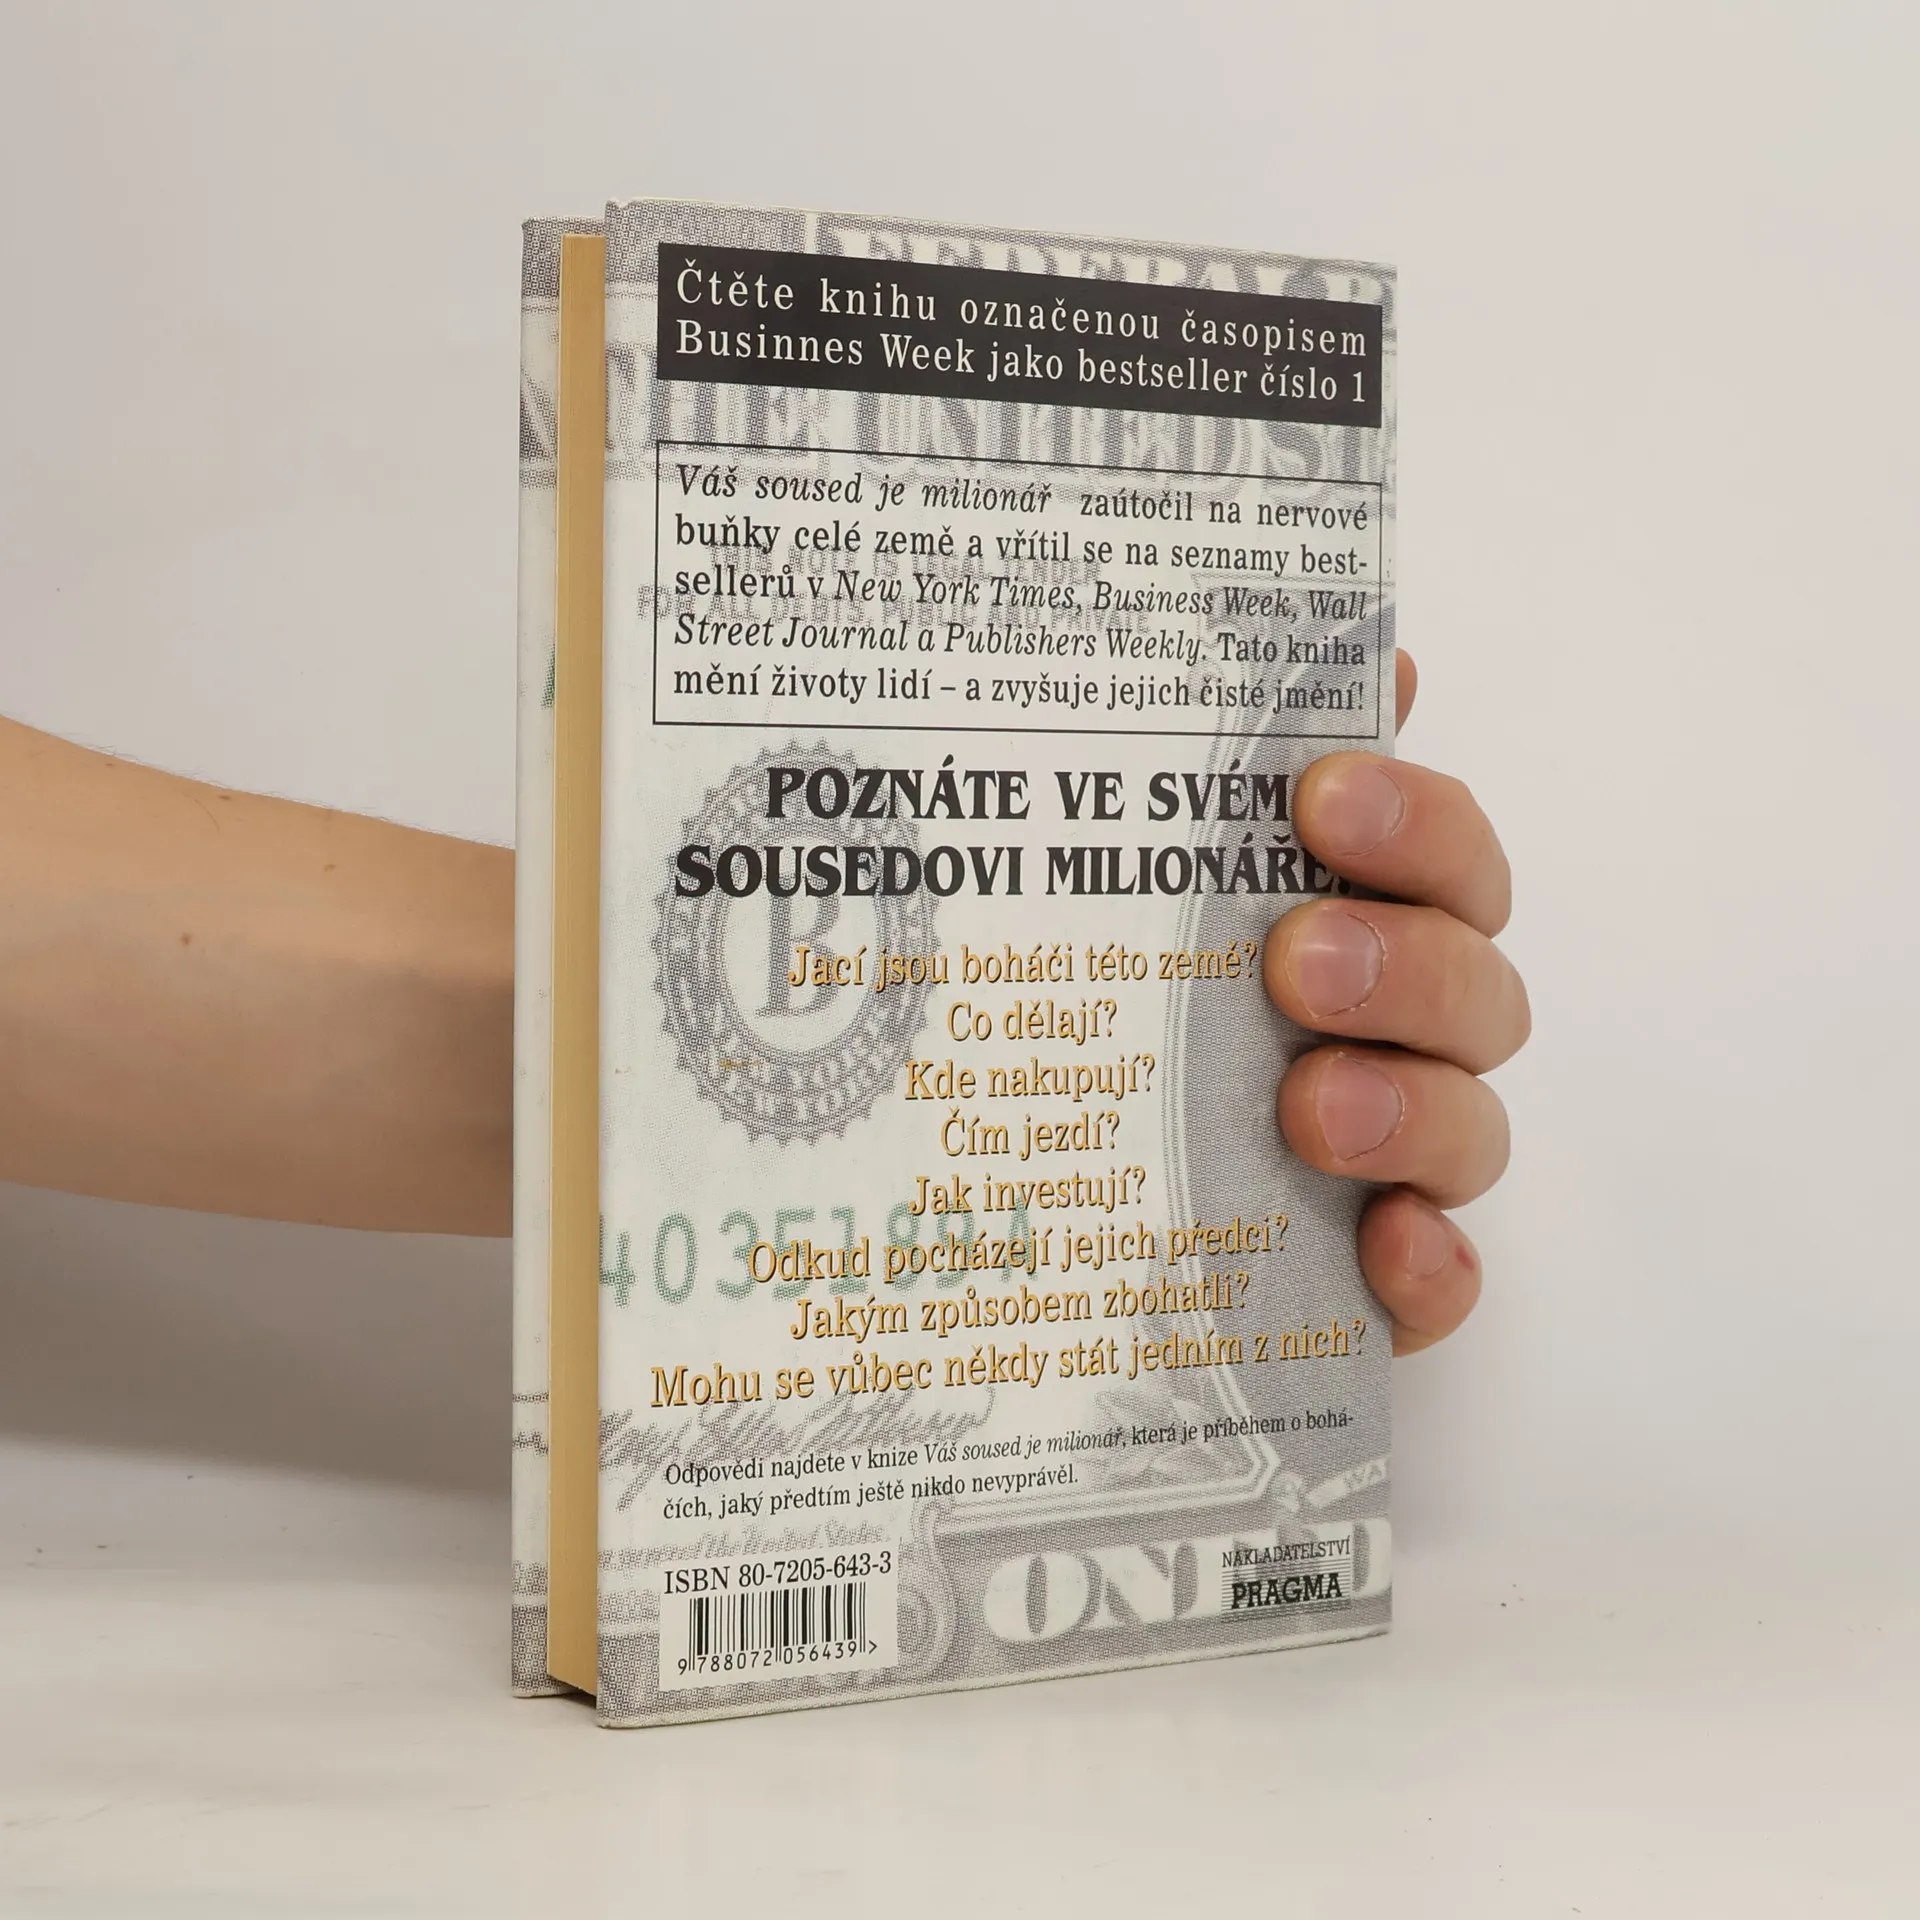 Čtěte knihu označenou časopisem
Businnes Week jako bestseller číslo 1
Váš soused je milionář zaútočil na nervové
buňky celé země a vřítil se na seznamy best-
sellerů v New York Times, Business Week, Wall
Street Journal a Publishers Weekly. Tato kniha
mění životy lidí – a zvyšuje jejich čisté jmění!
POZNÁTE VE SVÉM
SOUSEDOVI MILIONÁŘE?
Jací jsou boháči této země?
Co dělají?
Kde nakupují?
Čím jezdí?
Jak investují?
Odkud pocházejí jejich předci?
Jakým způsobem zbohatli?
Mohu se vůbec někdy stát jedním z nich?
Odpovědi najdete v knize Váš soused je milionář, která je příběhem o bohá-
čích, jaký předtím ještě nikdo nevyprávěl.
ISBN 80-7205-643-3
9 788072 056439 >
NAKLADATELSTVÍ
PRAGMA